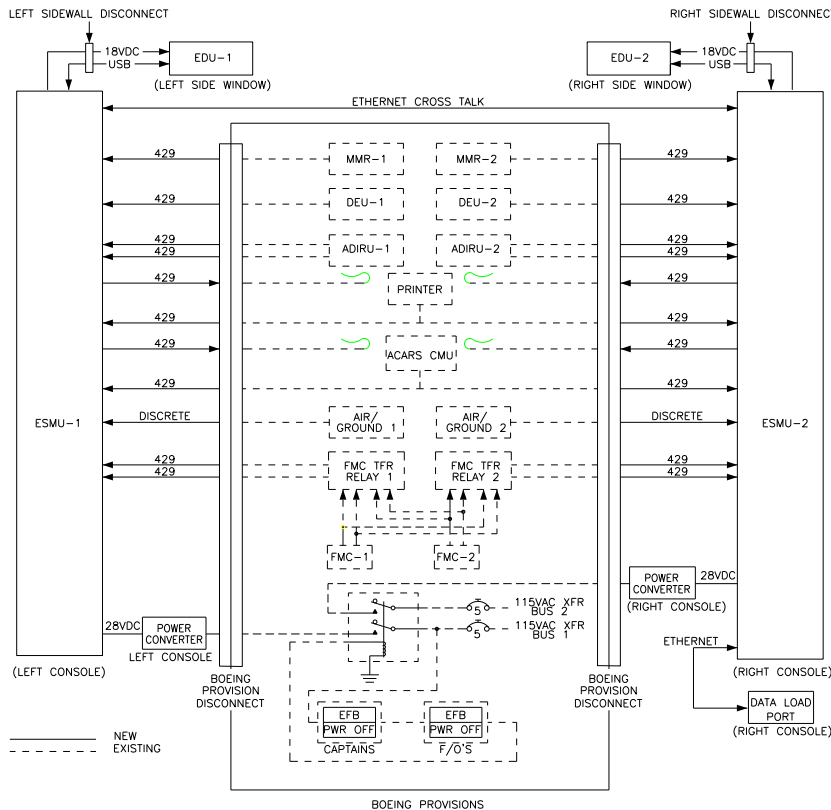 LEFT SIDEWALL DISCONNECT
RIGHT SIDEWALL DISCONNECT
18VDC
USB
EDU-1
(LEFT SIDE WINDOW)
EDU-2
(RIGHT SIDE WINDOW)
18VDC
USB
ETHERNET CROSS TALK
429
MMR-1
MMR-2
429
429
DEU-1
DEU-2
429
429
429
ADIRU-1
ADIRU-2
429
429
429
PRINTER
429
429
429
429
ACARS CMU
429
429
429
ESMU-1
DISCRETE
AIR/
GROUND 1
AIR/
GROUND 2
DISCRETE
ESMU-2
429
429
FMC TFR
RELAY 1
FMC TFR
RELAY 2
429
429
FMC-1
FMC-2
POWER
CONVERTER
28VDC
(RIGHT CONSOLE)
5
115VAC XFR
BUS 2
5
115VAC XFR
BUS 1
28VDC
POWER
CONVERTER
LEFT CONSOLE
(LEFT CONSOLE)
ETHERNET
(RIGHT CONSOLE)
BOEING
PROVISION
DISCONNECT
BOEING
PROVISION
DISCONNECT
DATA LOAD
PORT
(RIGHT CONSOLE)
EFB
PWR OFF
CAPTAINS
EFB
PWR OFF
F/O'S
NEW
EXISTING
BOEING PROVISIONS